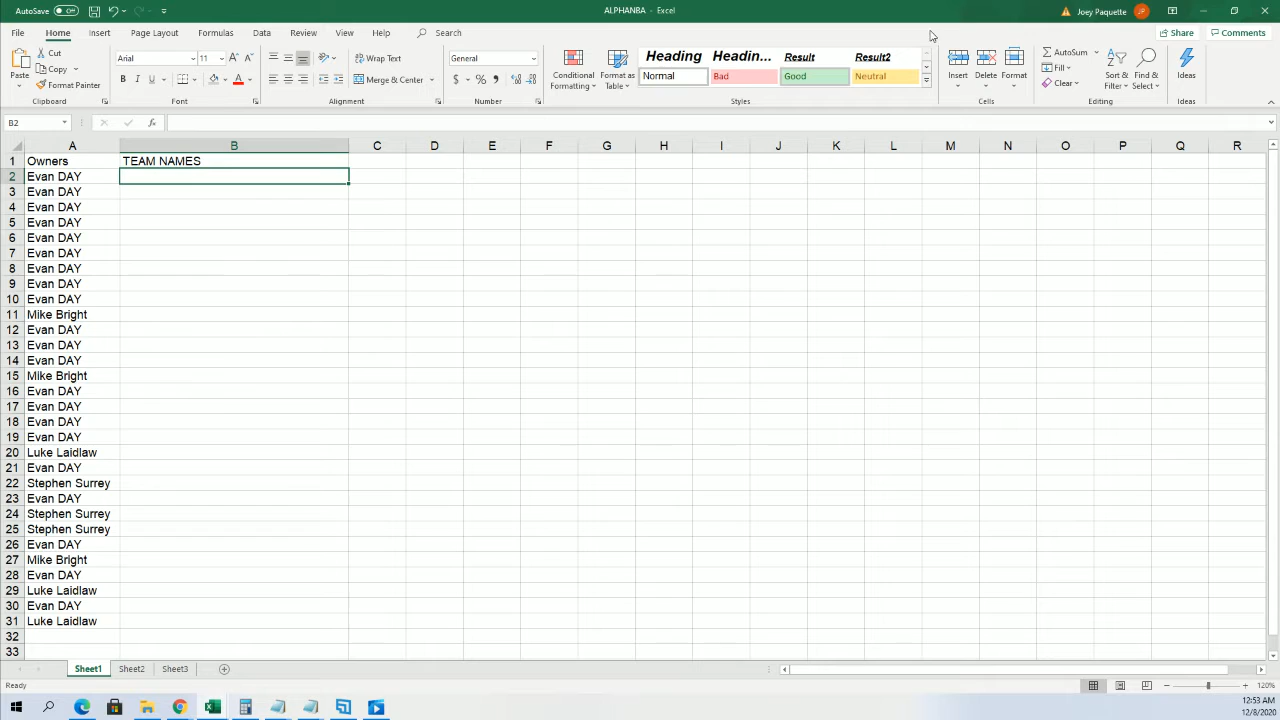 AutoSave Off ALPHANBA - Excel Joey Paquette
File Home Insert Page Layout Formulas Data Review View Help Search Share Comments
Paste Cut Copy Format Painter Clipboard
Arial 11 B I U A Font
Wrap Text Merge & Center Alignment
General $ % Number
Conditional Formatting Format as Table
Heading Headin... Result Result2
Normal Bad Good Neutral
Styles
Insert Delete Format Cells
AutoSum Fill Clear Sort & Filter Find & Select Editing
Ideas Ideas
B2 fx
A B C D E F G H I J K L M N O P Q R
1 Owners TEAM NAMES
2 Evan DAY
3 Evan DAY
4 Evan DAY
5 Evan DAY
6 Evan DAY
7 Evan DAY
8 Evan DAY
9 Evan DAY
10 Evan DAY
11 Mike Bright
12 Evan DAY
13 Evan DAY
14 Evan DAY
15 Mike Bright
16 Evan DAY
17 Evan DAY
18 Evan DAY
19 Evan DAY
20 Luke Laidlaw
21 Evan DAY
22 Stephen Surrey
23 Evan DAY
24 Stephen Surrey
25 Stephen Surrey
26 Evan DAY
27 Mike Bright
28 Evan DAY
29 Luke Laidlaw
30 Evan DAY
31 Luke Laidlaw
32
33
Sheet1 Sheet2 Sheet3
Ready 120%
12:53 AM
12/8/2020